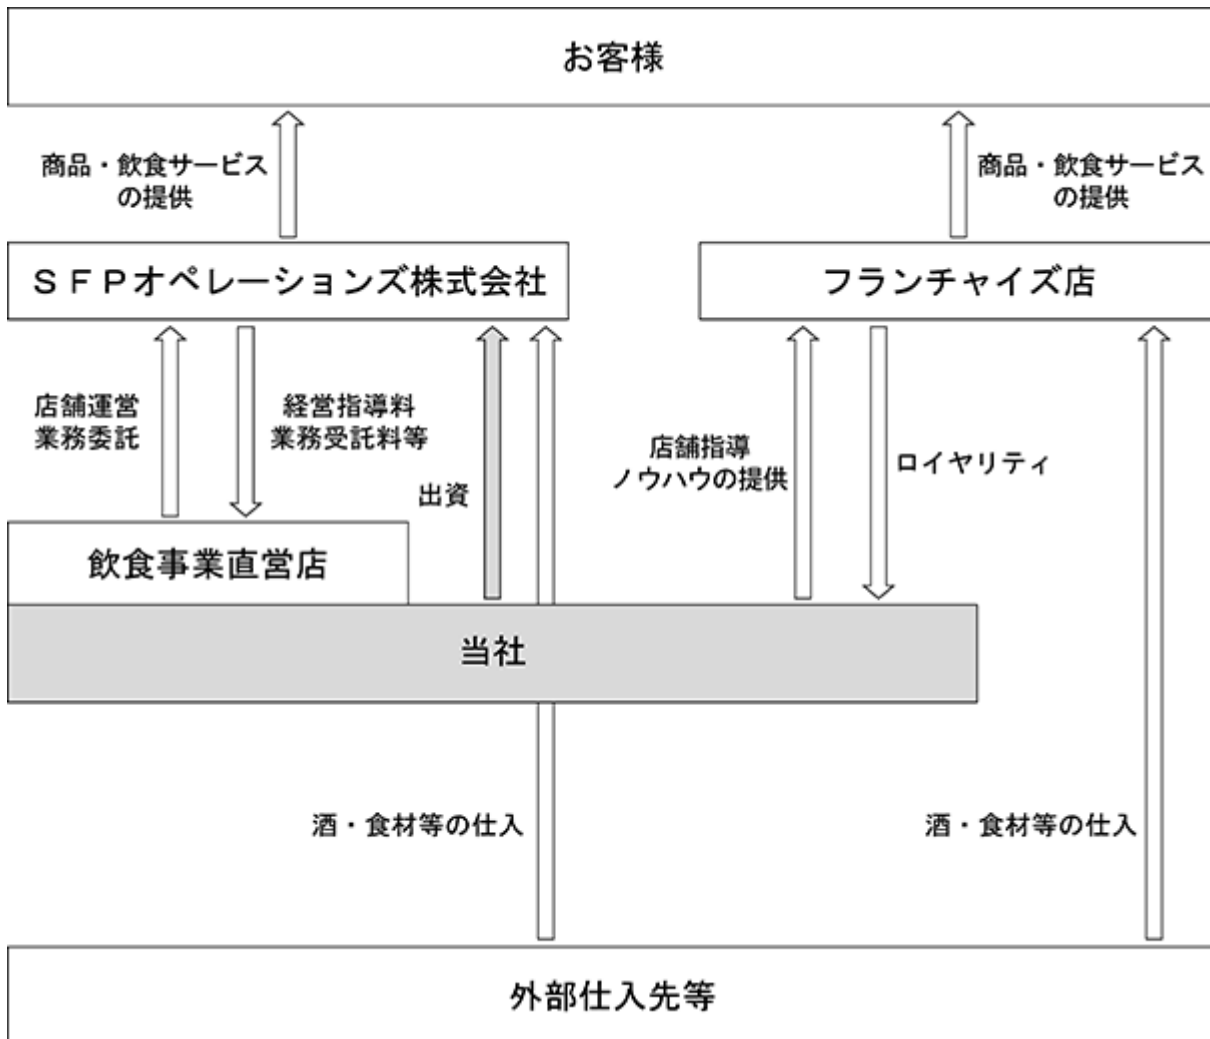 お客様
商品・飲食サービス
の提供
商品・飲食サービス
の提供
ＳＦＰオペレーションズ株式会社
フランチャイズ店
店舗運営
業務委託
経営指導料
業務受託料等
出資
店舗指導
ノウハウの提供
ロイヤリティ
飲食事業直営店
当社
酒・食材等の仕入
酒・食材等の仕入
外部仕入先等